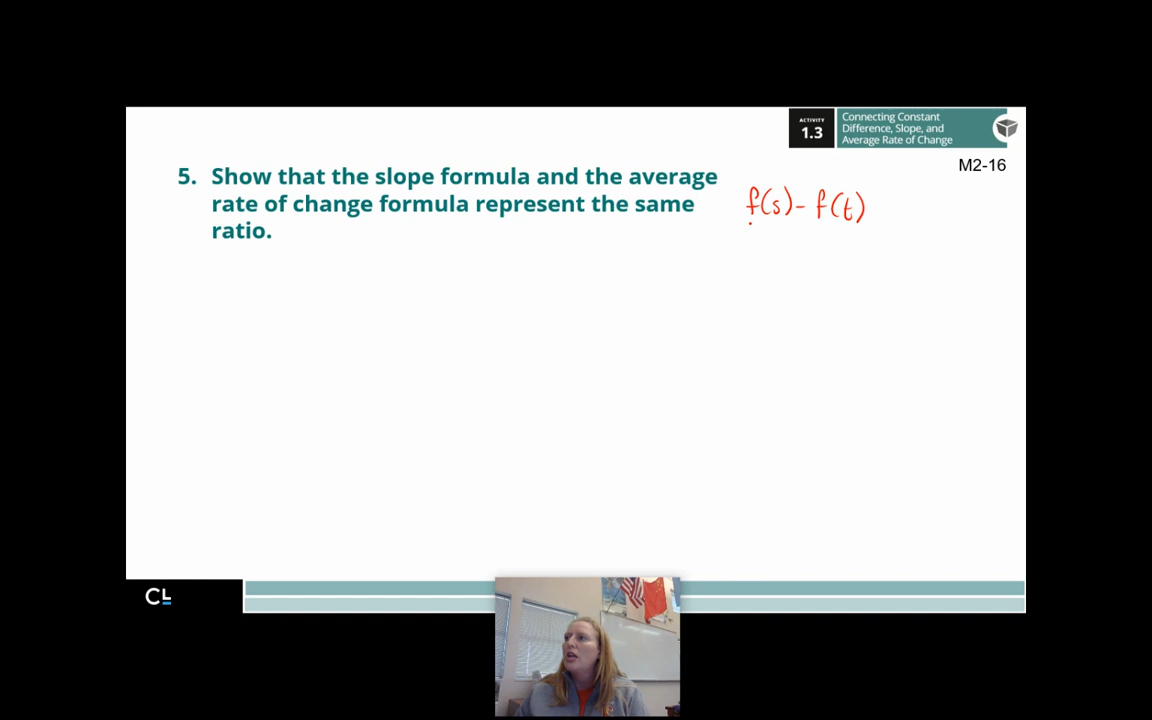 ACTIVITY
1.3
Connecting Constant
Difference, Slope, and
Average Rate of Change
M2-16
5. Show that the slope formula and the average
rate of change formula represent the same
ratio.
f(s) - f(t)
CL